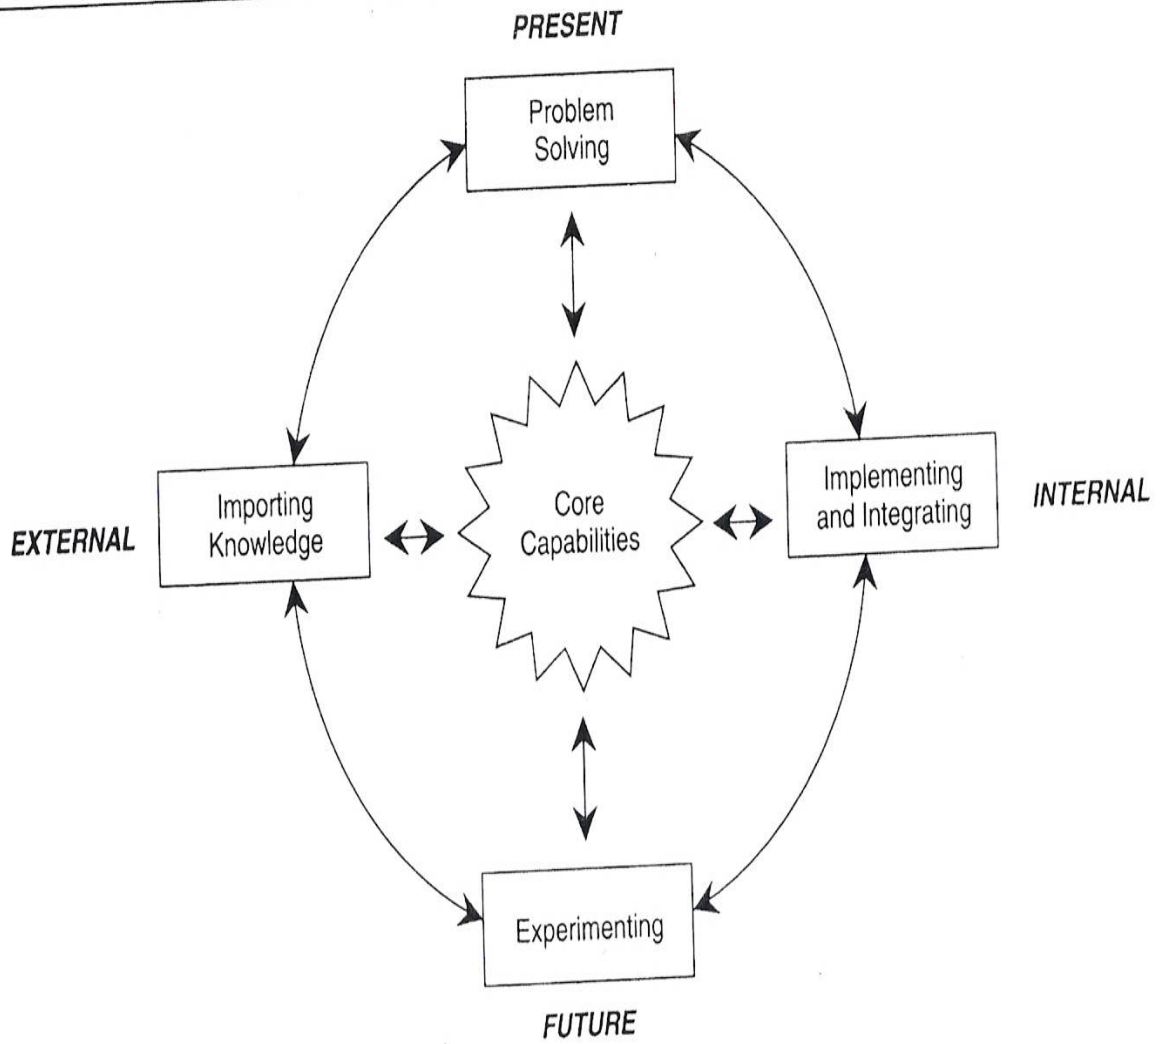 PRESENT
Problem
Solving
Importing
Knowledge
EXTERNAL
Core
Capabilities
Implementing
and Integrating
INTERNAL
Experimenting
FUTURE